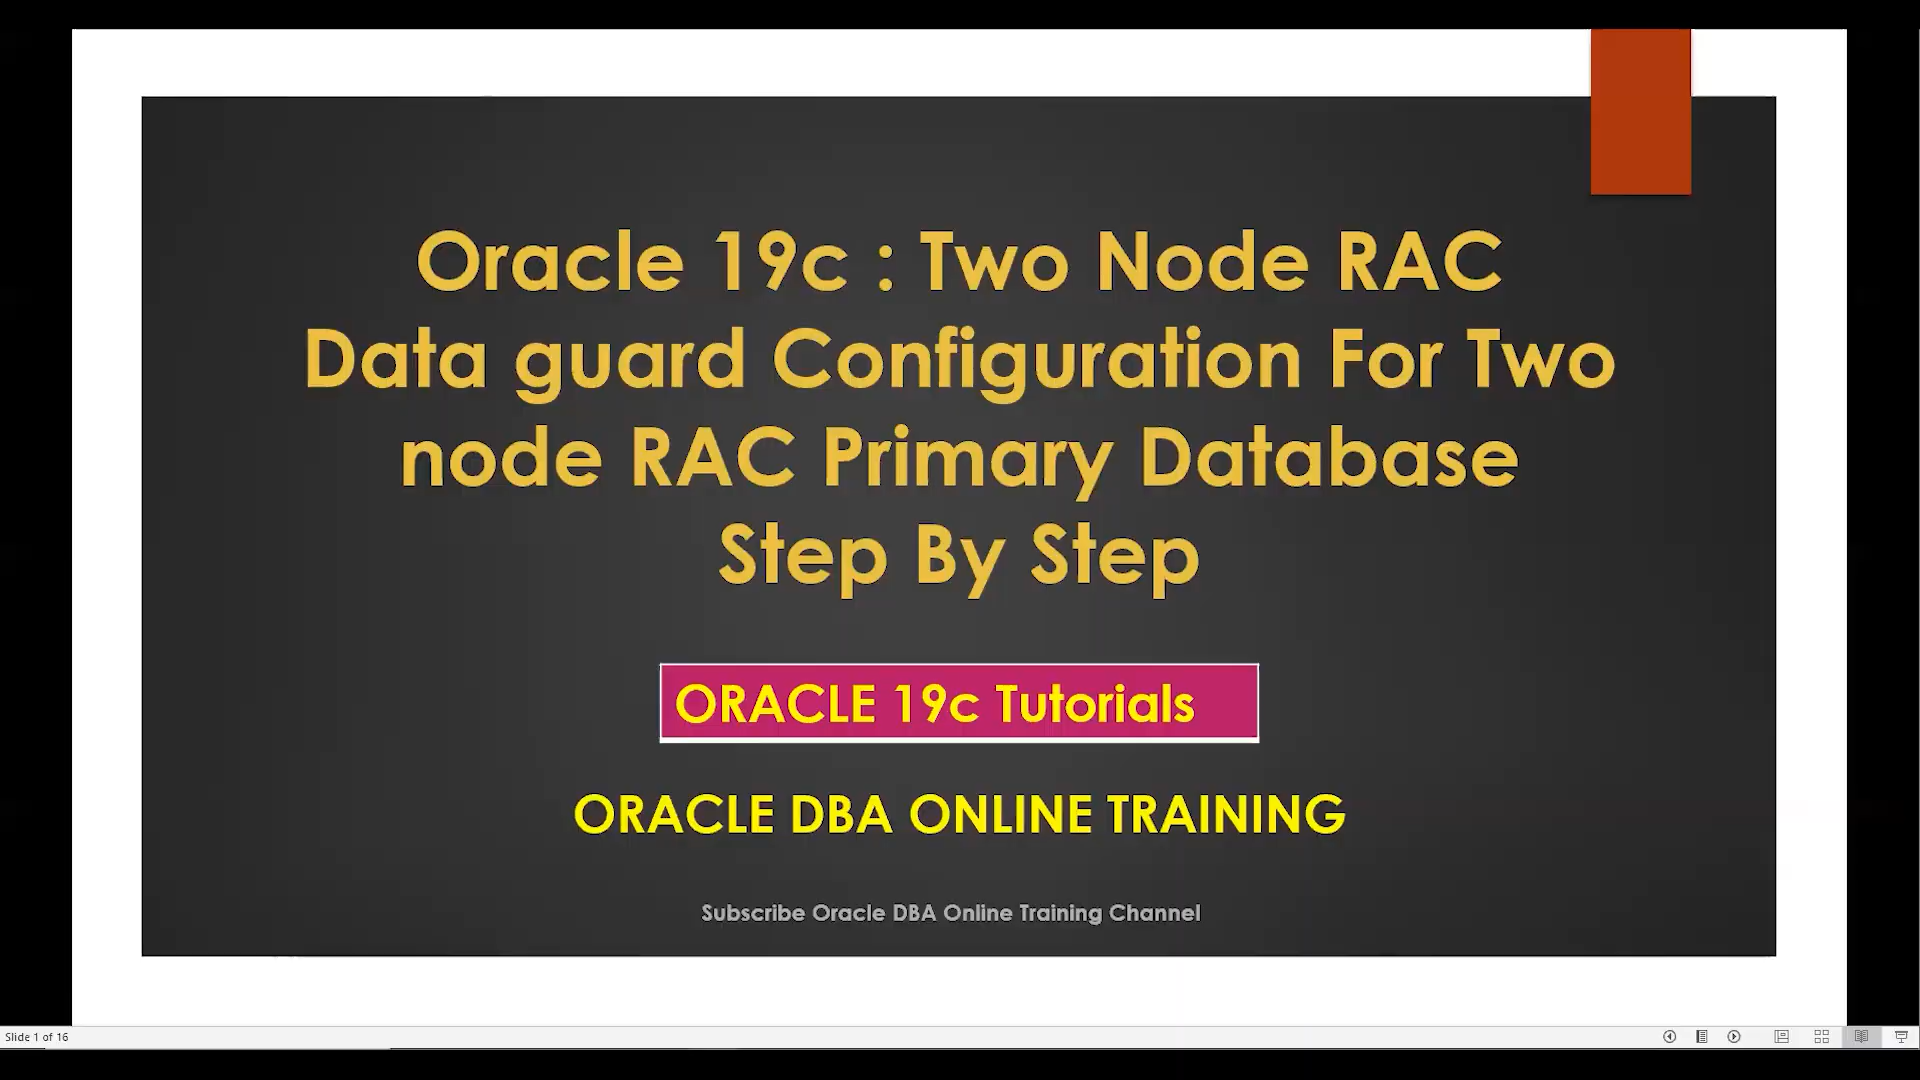 Oracle 19c : Two Node RAC
Data guard Configuration For Two
node RAC Primary Database
Step By Step
ORACLE 19c Tutorials
ORACLE DBA ONLINE TRAINING
Subscribe Oracle DBA Online Training Channel
Slide 1 of 16